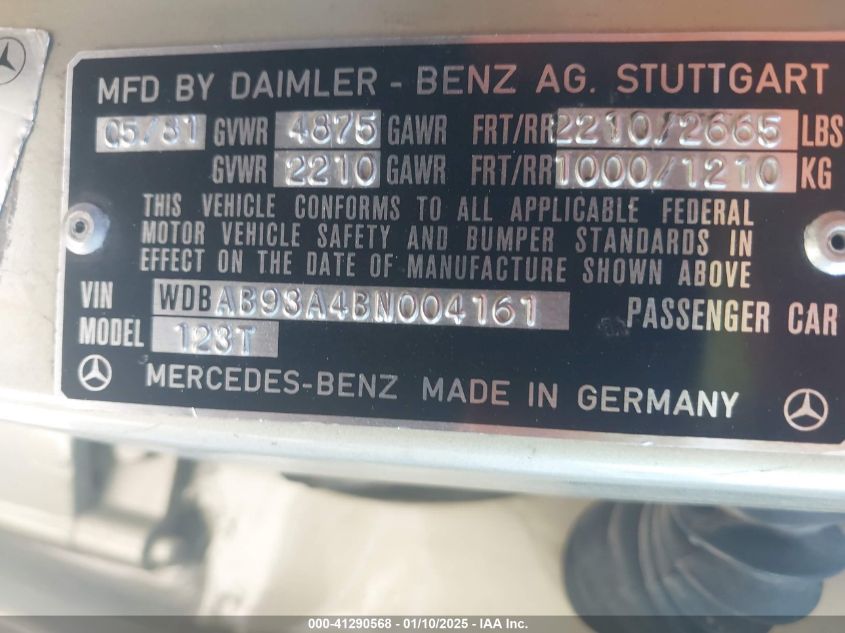 MFD BY DAIMLER - BENZ AG. STUTTGART
05/81 GVWR 4875 GAWR FRT/RR 2210/2665 LBS
GVWR 2210 GAWR FRT/RR 1000/1210 KG
THIS VEHICLE CONFORMS TO ALL APPLICABLE FEDERAL
MOTOR VEHICLE SAFETY AND BUMPER STANDARDS IN
EFFECT ON THE DATE OF MANUFACTURE SHOWN ABOVE
VIN WDBAB93A4BN004161 PASSENGER CAR
MODEL 123T
MERCEDES-BENZ MADE IN GERMANY
000-41290568 - 01/10/2025 - IAA Inc.